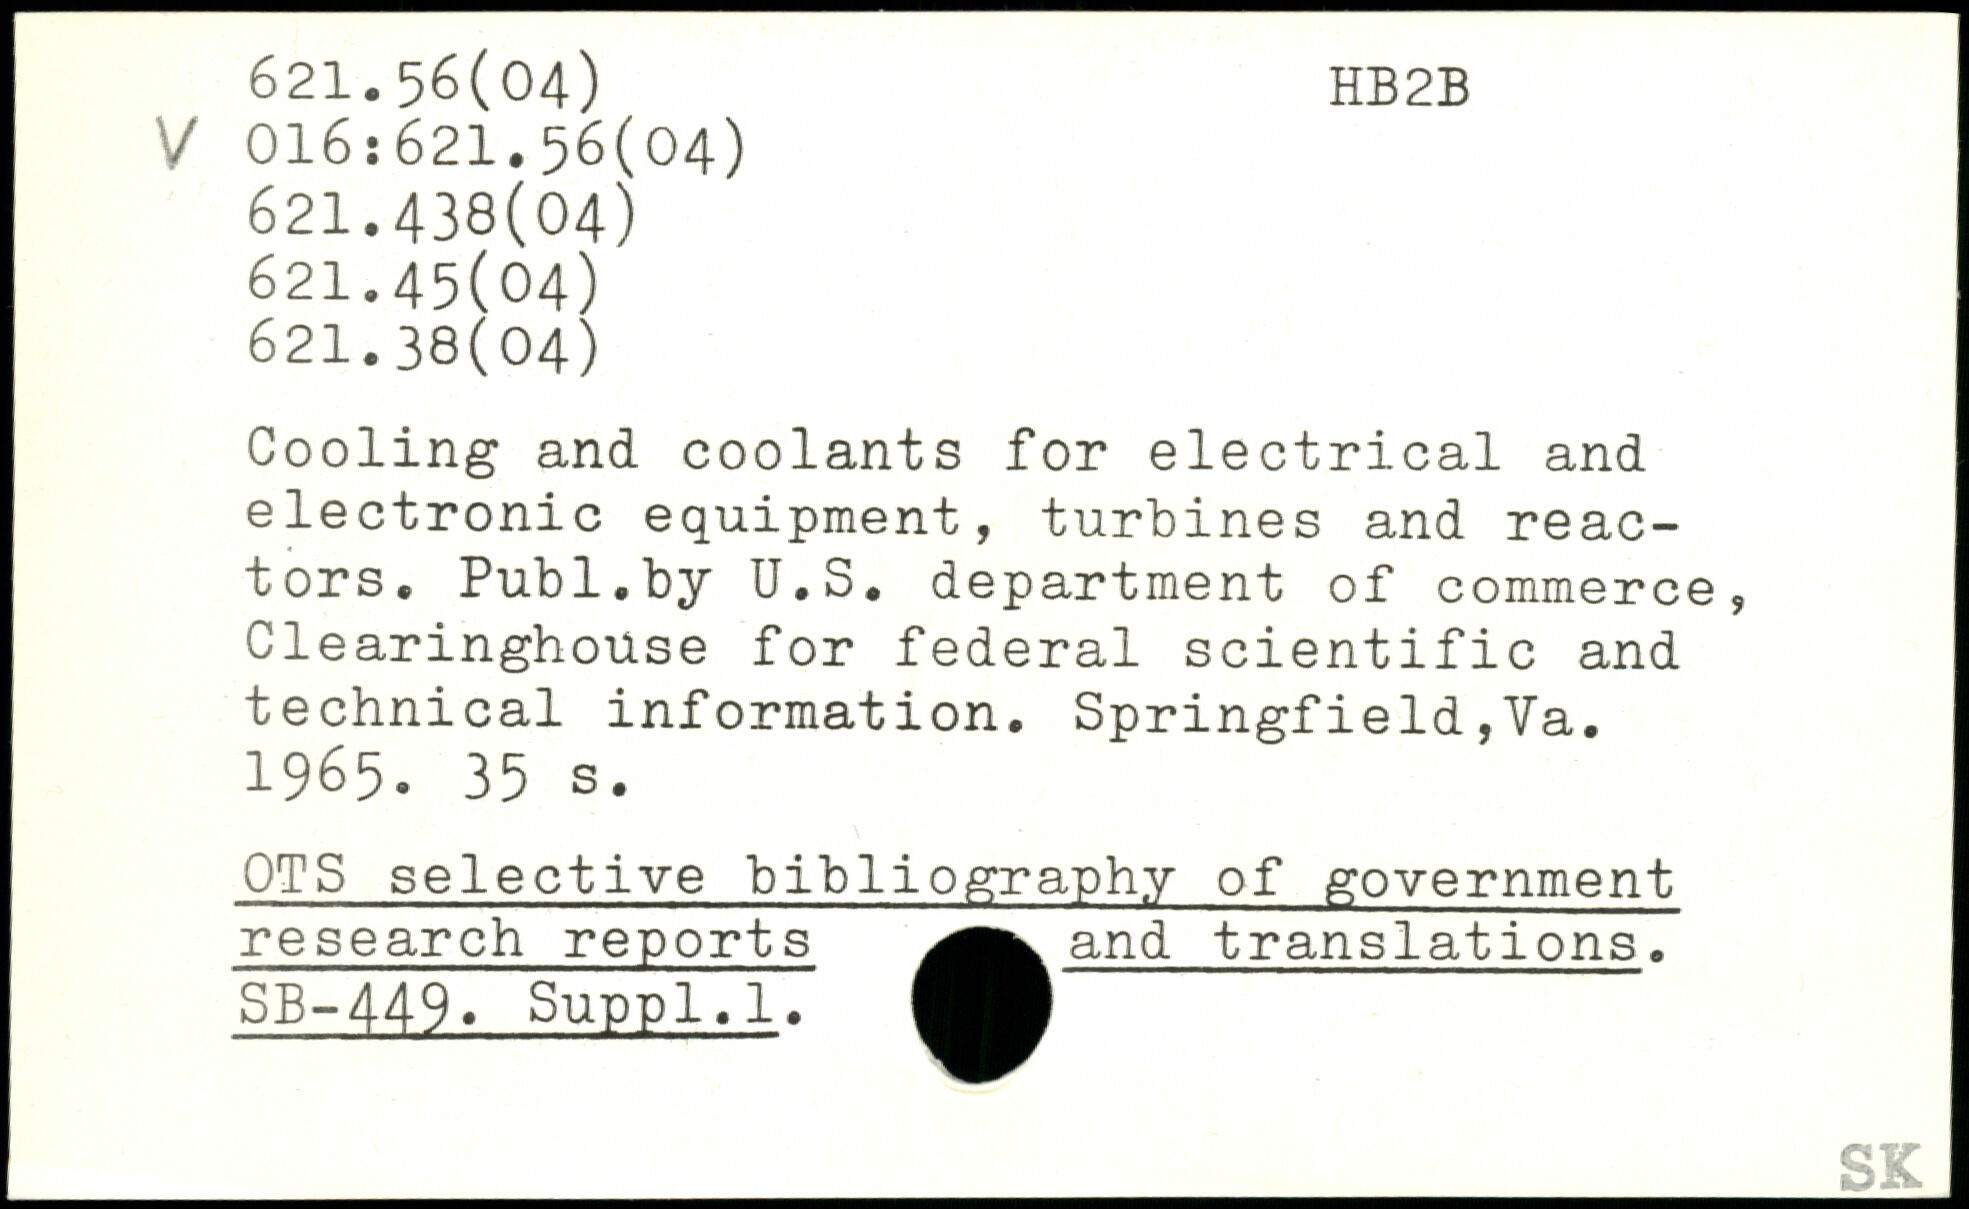 621.56(04) HB2B
V 016:621.56(04)
621.438(04)
621.45(04)
621.38(04)
Cooling and coolants for electrical and
electronic equipment, turbines and reac-
tors. Publ.by U.S. department of commerce,
Clearinghouse for federal scientific and
technical information. Springfield,Va.
1965. 35 s.
OTS selective bibliography of government
research reports and translations.
SB-449. Suppl.1.
SK